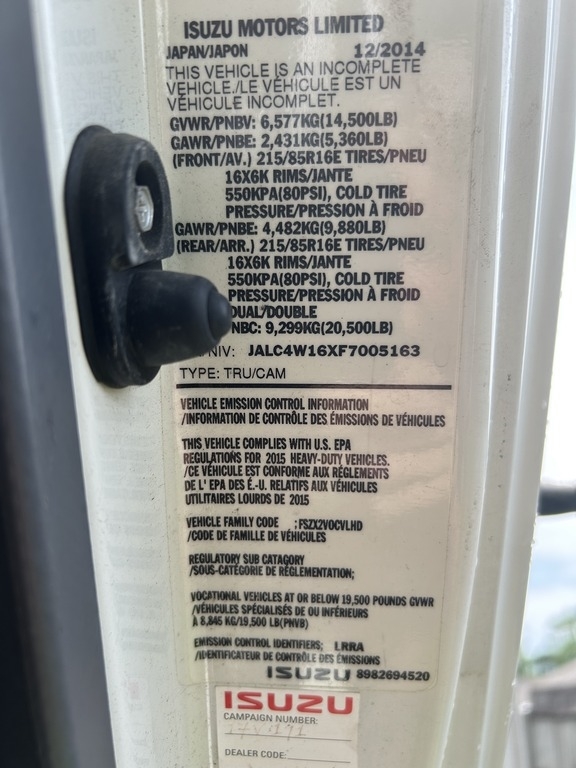 ISUZU MOTORS LIMITED
JAPAN/JAPON 12/2014
THIS VEHICLE IS AN INCOMPLETE
VEHICLE./LE VÉHICULE EST UN
VÉHICULE INCOMPLET.
GVWR/PNBV: 6,577KG(14,500LB)
GAWR/PNBE: 2,431KG(5,360LB)
(FRONT/AV.) 215/85R16E TIRES/PNEU
16X6K RIMS/JANTE
550KPA(80PSI), COLD TIRE
PRESSURE/PRESSION À FROID
GAWR/PNBE: 4,482KG(9,880LB)
(REAR/ARR.) 215/85R16E TIRES/PNEU
16X6K RIMS/JANTE
550KPA(80PSI), COLD TIRE
PRESSURE/PRESSION À FROID
DUAL/DOUBLE
NBC: 9,299KG(20,500LB)
NIV: JALC4W16XF7005163
TYPE: TRU/CAM
VEHICLE EMISSION CONTROL INFORMATION
/INFORMATION DE CONTRÔLE DES ÉMISSIONS DE VÉHICULES
THIS VEHICLE COMPLIES WITH U.S. EPA
REGULATIONS FOR 2015 HEAVY-DUTY VEHICLES.
/CE VÉHICULE EST CONFORME AUX RÈGLEMENTS
DE L' EPA DES É.-U. RELATIFS AUX VÉHICULES
UTILITAIRES LOURDS DE 2015
VEHICLE FAMILY CODE ;FSZX2VOCVLHD
/CODE DE FAMILLE DE VÉHICULES
REGULATORY SUB CATAGORY
/SOUS-CATÉGORIE DE RÉGLEMENTATION;
VOCATIONAL VEHICLES AT OR BELOW 19,500 POUNDS GVWR
/VÉHICULES SPÉCIALISÉS DE OU INFÉRIEURS
À 8,845 KG/19,500 LB(PNVB)
EMISSION CONTROL IDENTIFIERS; LRRA
/IDENTIFICATEUR DE CONTRÔLE DES ÉMISSIONS
ISUZU 8982694520
ISUZU
CAMPAIGN NUMBER:
DEALER CODE: